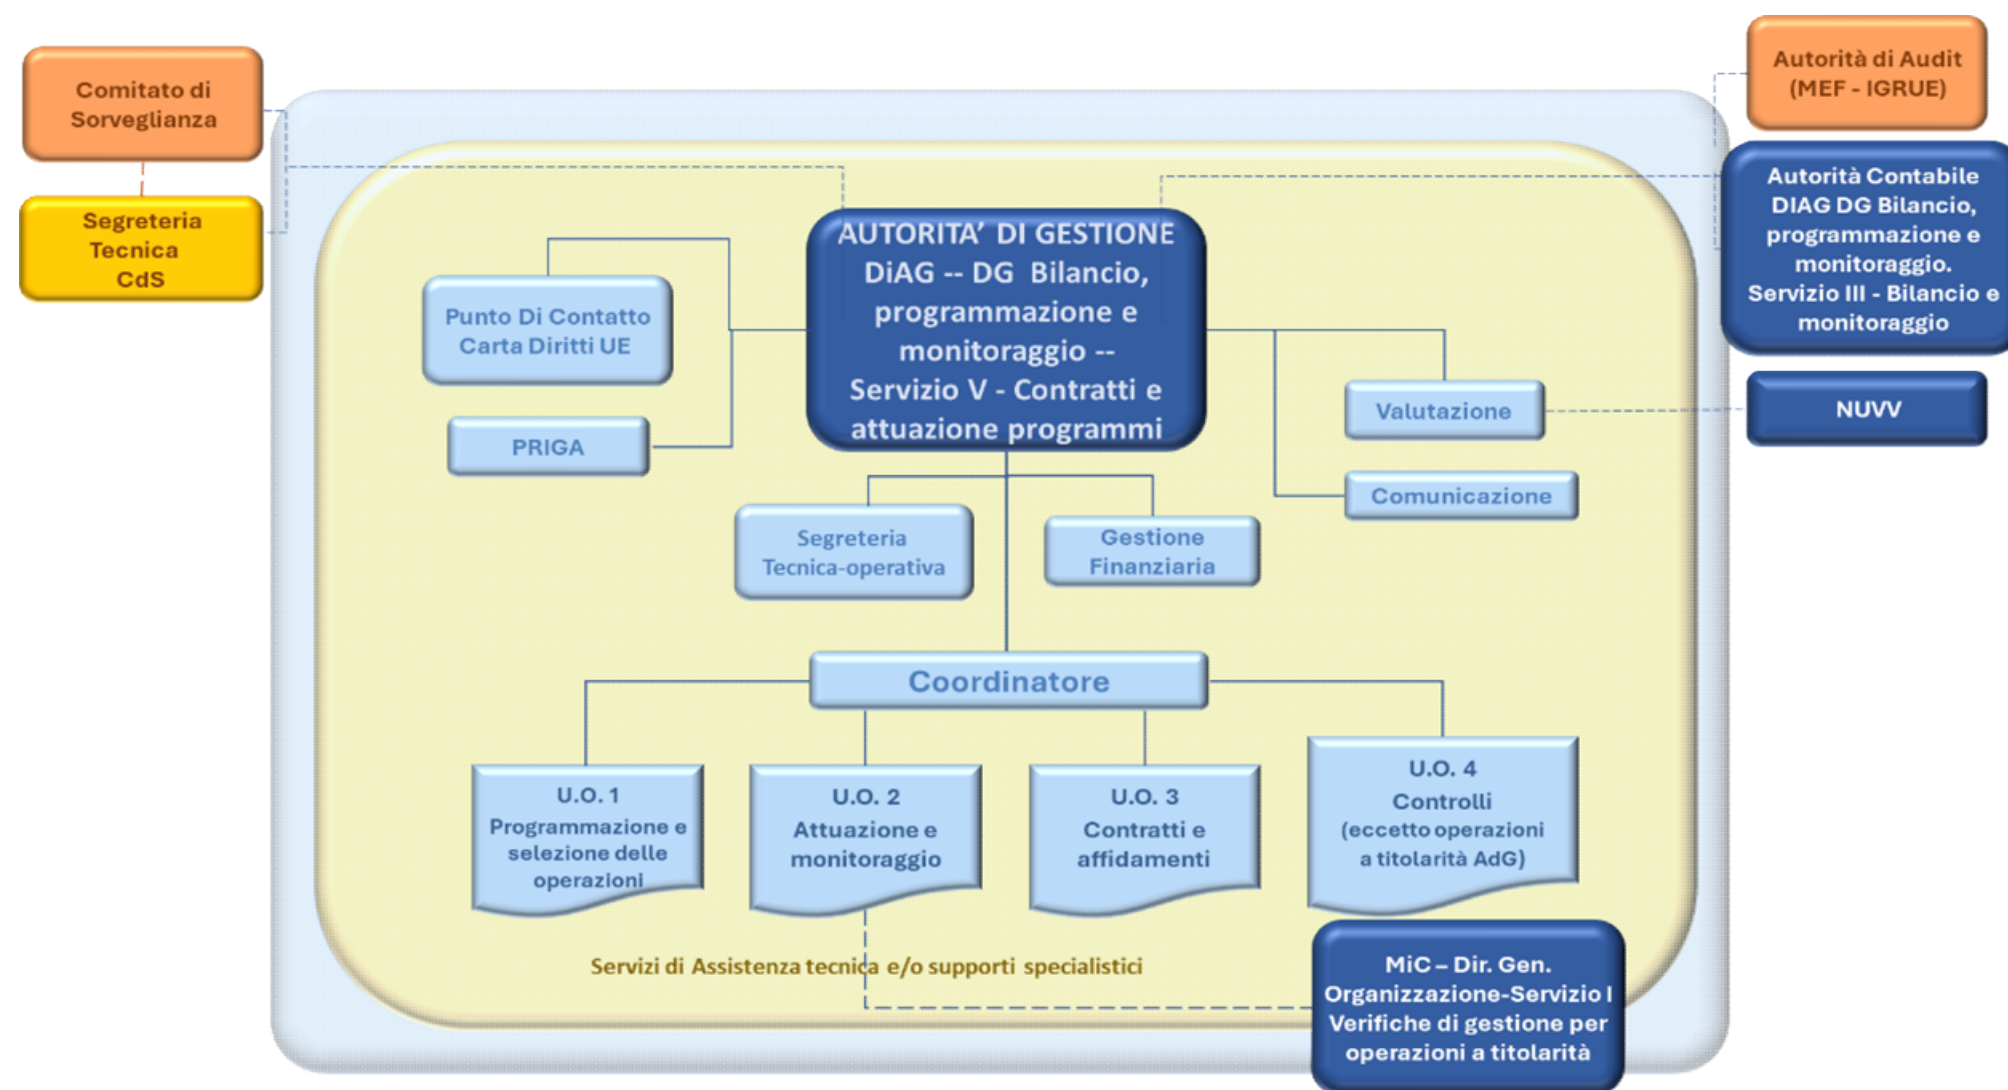 Comitato di
Sorveglianza
Segreteria
Tecnica
CdS
Autorità di Audit
(MEF - IGRUE)
Autorità Contabile
DIAG DG Bilancio,
programmazione e
monitoraggio.
Servizio III - Bilancio e
monitoraggio
NUVV
AUTORITA’ DI GESTIONE
DiAG -- DG Bilancio,
programmazione e
monitoraggio --
Servizio V - Contratti e
attuazione programmi
Punto Di Contatto
Carta Diritti UE
PRIGA
Valutazione
Comunicazione
Segreteria
Tecnica-operativa
Gestione
Finanziaria
Coordinatore
U.O. 1
Programmazione e
selezione delle
operazioni
U.O. 2
Attuazione e
monitoraggio
U.O. 3
Contratti e
affidamenti
U.O. 4
Controlli
(eccetto operazioni
a titolarità AdG)
Servizi di Assistenza tecnica e/o supporti specialistici
MiC – Dir. Gen.
Organizzazione-Servizio I
Verifiche di gestione per
operazioni a titolarità